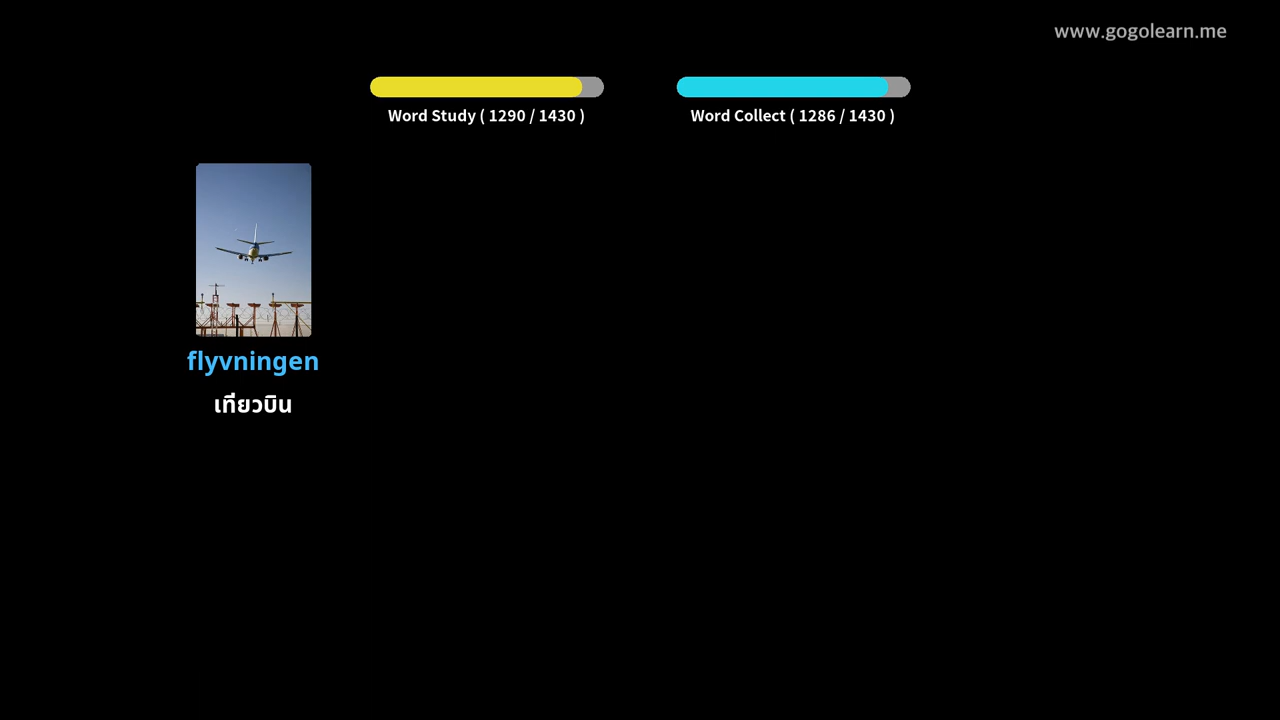 www.gogolearn.me
Word Study ( 1290 / 1430 )
Word Collect ( 1286 / 1430 )
flyvningen
เที่ยวบิน